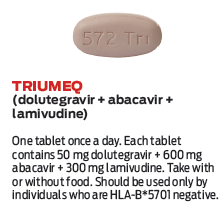 572 Tri
TRIUMEQ
(dolutegravir + abacavir +
lamivudine)
One tablet once a day. Each tablet
contains 50 mg dolutegravir + 600 mg
abacavir + 300 mg lamivudine. Take with
or without food. Should be used only by
individuals who are HLA-B*5701 negative.